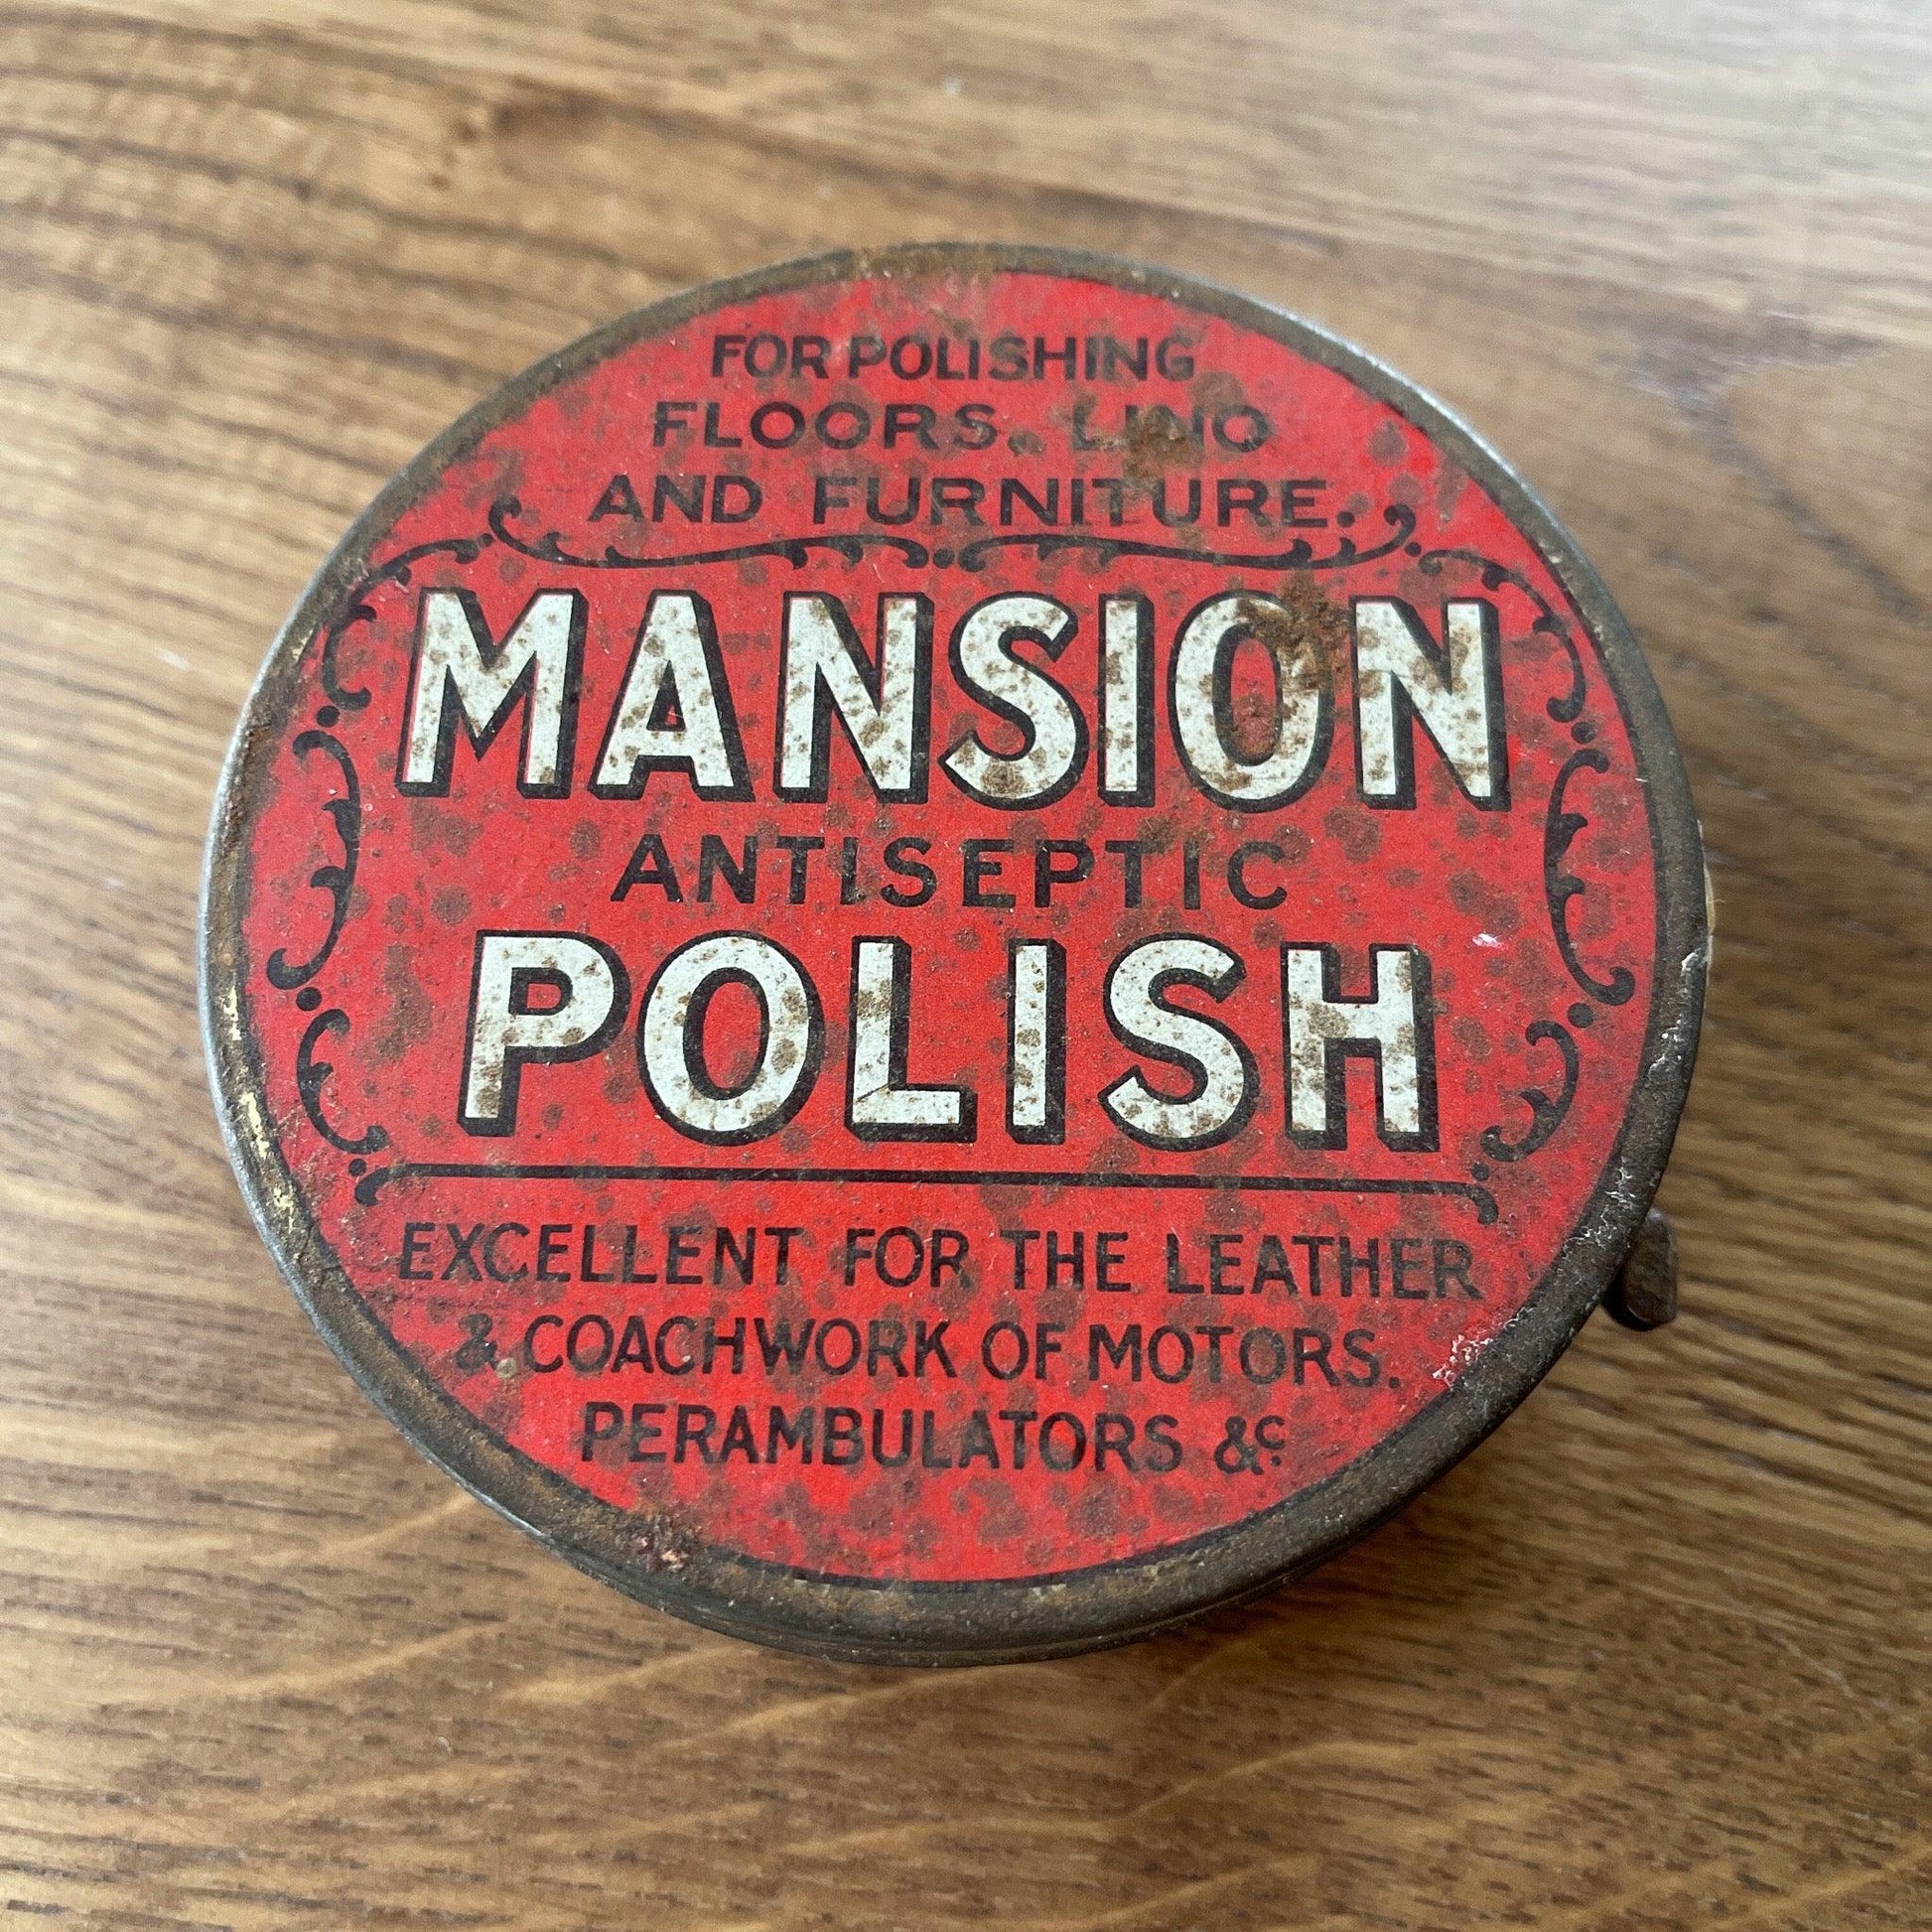 FOR POLISHING
FLOORS, LINO
AND FURNITURE.
MANSION
ANTISEPTIC
POLISH
EXCELLENT FOR THE LEATHER
& COACHWORK OF MOTORS.
PERAMBULATORS &c.